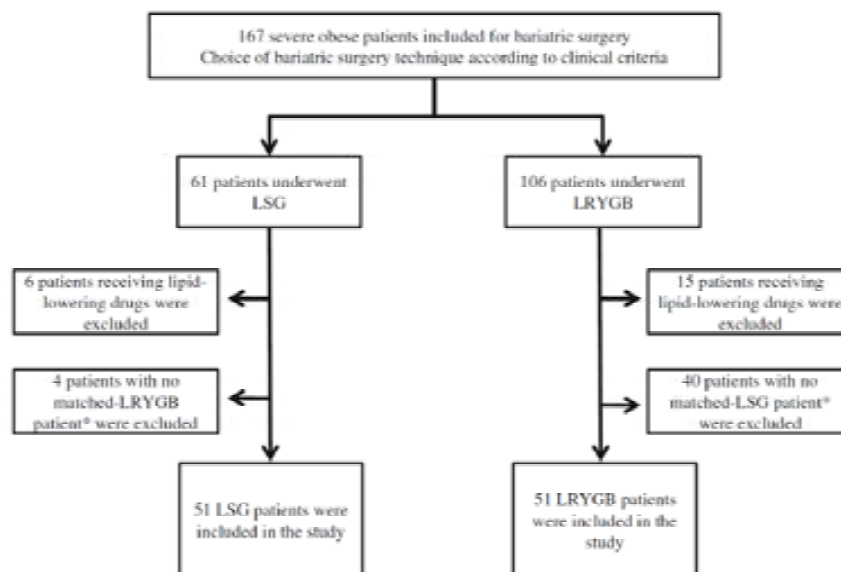 167 severe obese patients included for bariatric surgery
Choice of bariatric surgery technique according to clinical criteria
61 patients underwent
LSG
106 patients underwent
LRYGB
6 patients receiving lipid-
lowering drugs were
excluded
15 patients receiving
lipid-lowering drugs were
excluded
4 patients with no
matched-LRYGB
patient* were excluded
40 patients with no
matched-LSG patient*
were excluded
51 LSG patients were
included in the study
51 LRYGB patients
were included in the
study